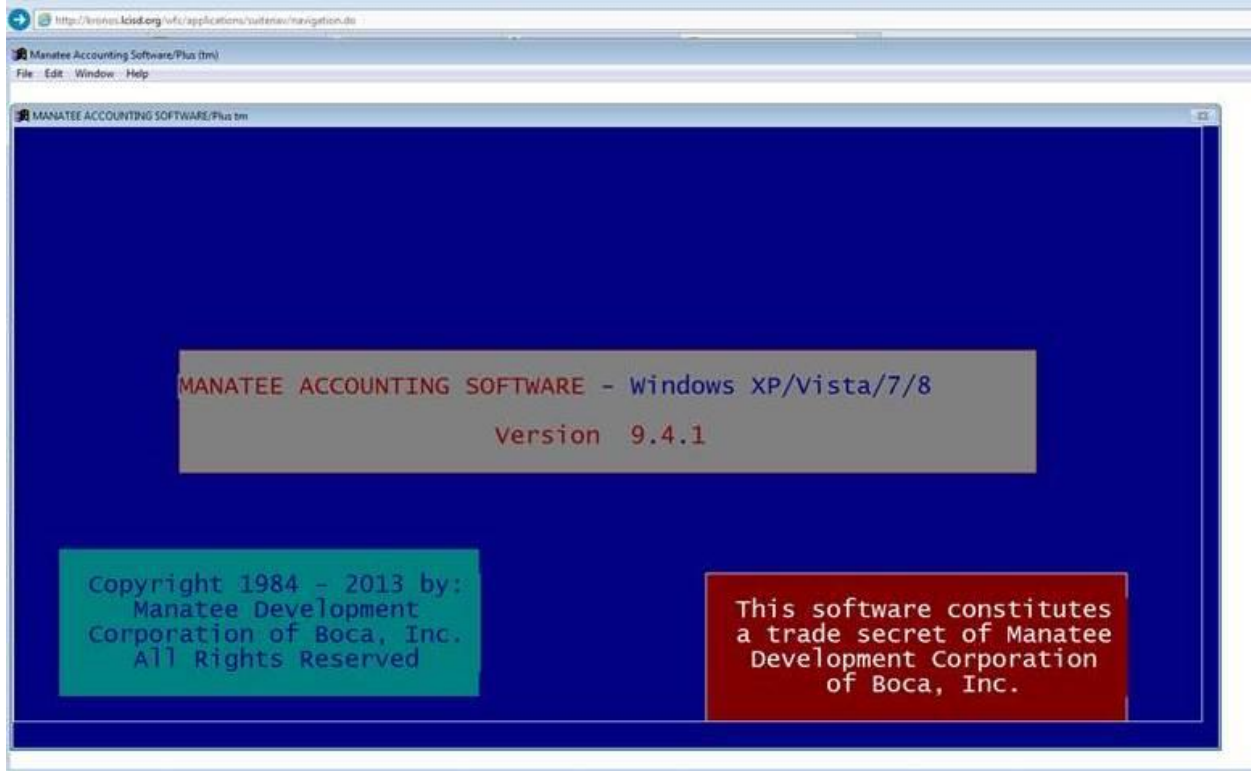 http://kronos.lcisd.org/wfc/applications/suitenav/navigation.do
Manatee Accounting Software/Plus (tm)
File Edit Window Help
MANATEE ACCOUNTING SOFTWARE/Plus tm
MANATEE ACCOUNTING SOFTWARE – Windows XP/Vista/7/8
Version 9.4.1
Copyright 1984 – 2013 by:
Manatee Development
Corporation of Boca, Inc.
All Rights Reserved
This software constitutes
a trade secret of Manatee
Development Corporation
of Boca, Inc.